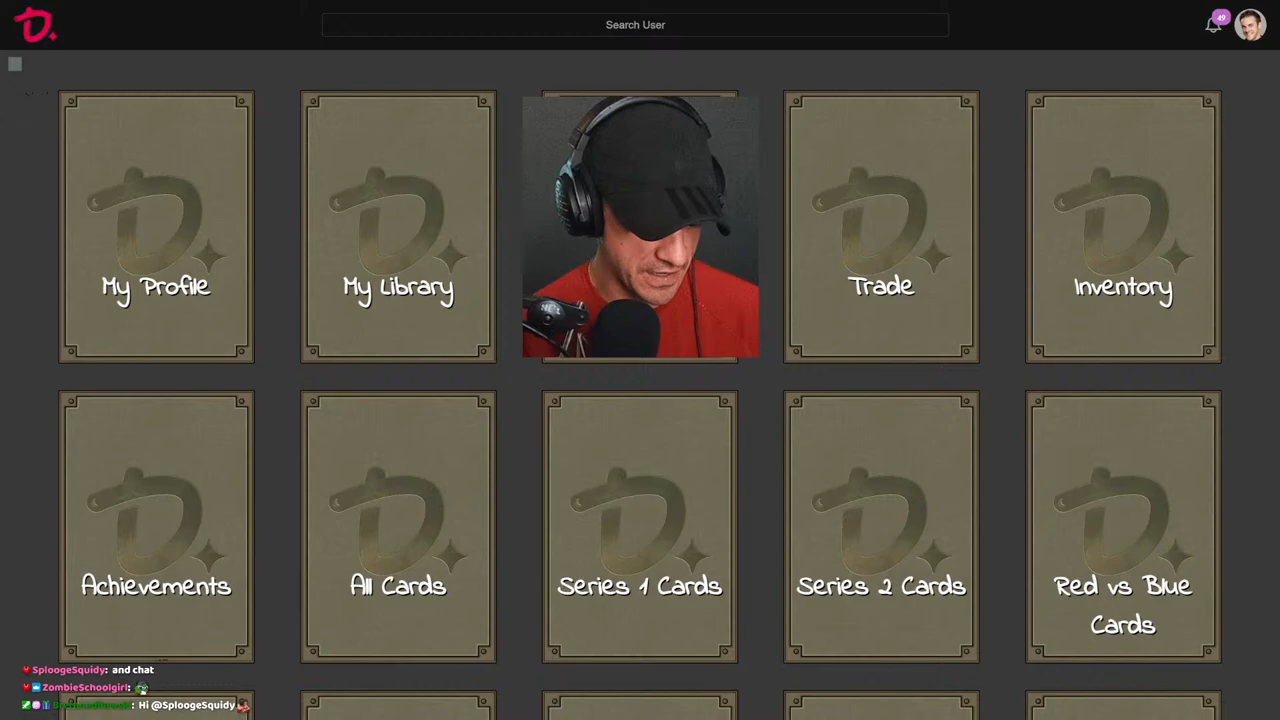 Search User
49
My Profile
My Library
Trade
Inventory
Achievements
All Cards
Series 1 Cards
Series 2 Cards
Red vs Blue
Cards
SploogeSquidy: and chat
ZombieSchoolgirl:
Hi @SploogeSquidy